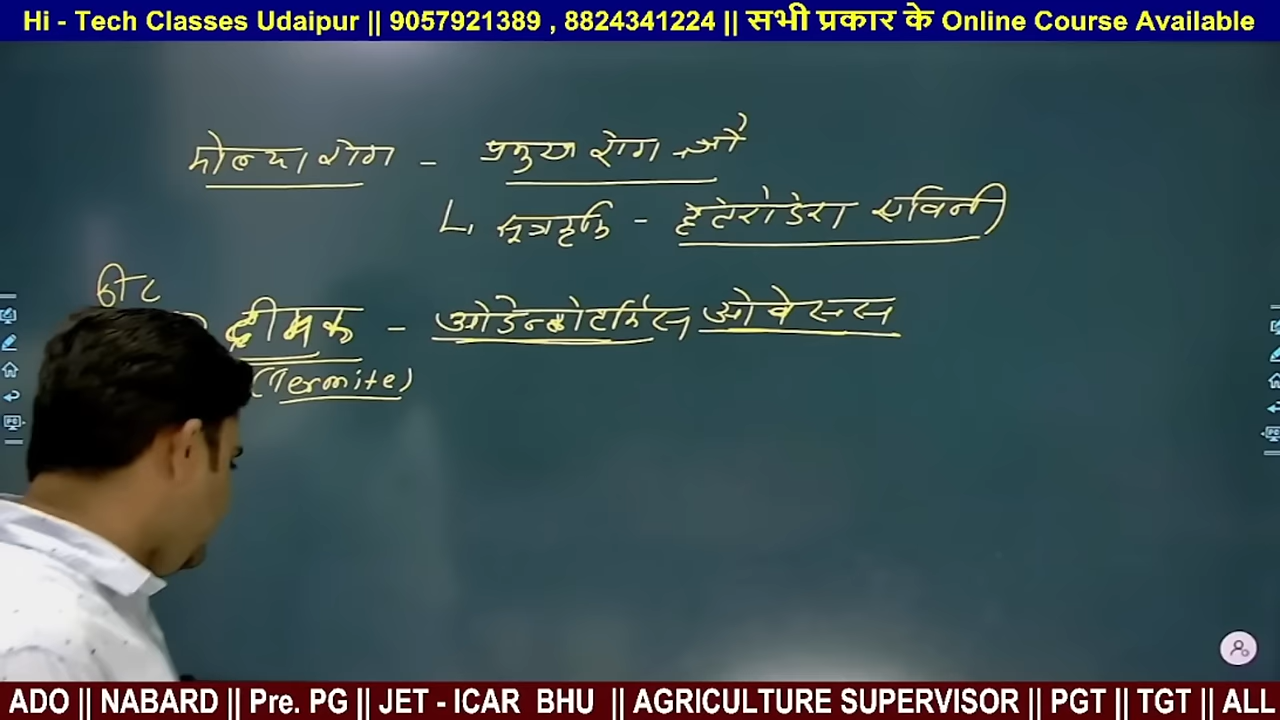 Hi - Tech Classes Udaipur || 9057921389 , 8824341224 || सभी प्रकार के Online Course Available
मोल्या रोग - प्रमुख रोग जौ
L. सूत्रकृमि - हेटेरोडेरा एविनी
कीट
दीमक - ओडेन्टोटर्मिस ओबेसस
(Termite)
ADO || NABARD || Pre. PG || JET - ICAR BHU || AGRICULTURE SUPERVISOR || PGT || TGT || ALL